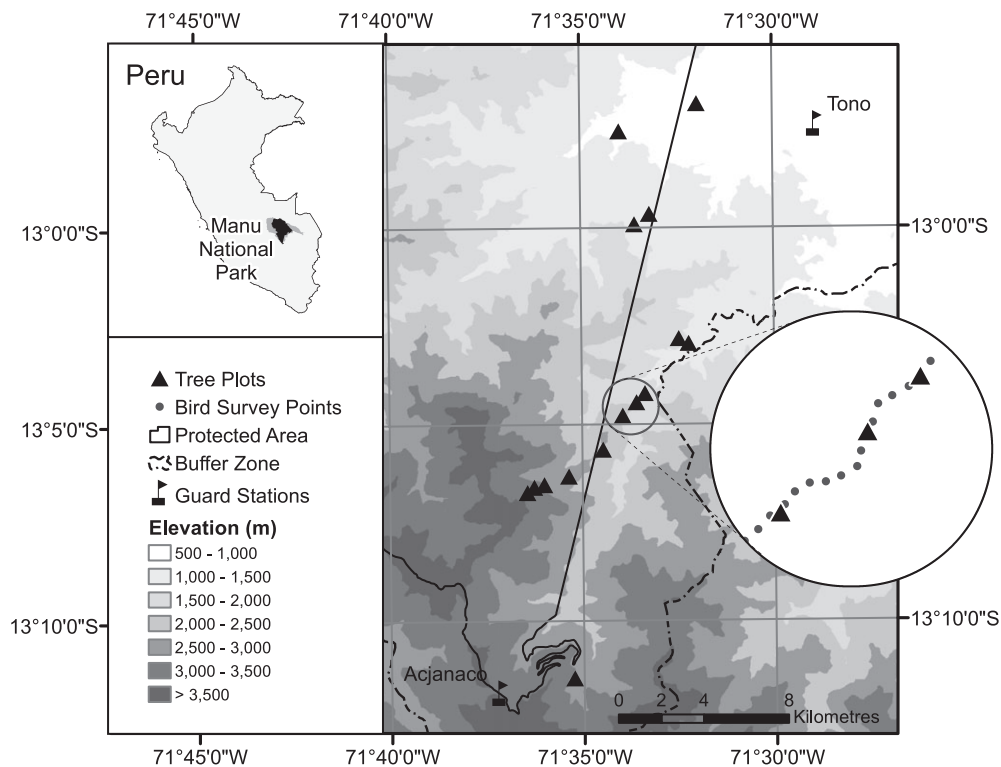 71°45'0"W
71°40'0"W
71°35'0"W
71°30'0"W
Peru
Tono
Manu
National
Park
13°0'0"S
13°0'0"S
Tree Plots
Bird Survey Points
Protected Area
Buffer Zone
Guard Stations
13°5'0"S
13°5'0"S
Elevation (m)
500 - 1,000
1,000 - 1,500
1,500 - 2,000
2,000 - 2,500
2,500 - 3,000
3,000 - 3,500
> 3,500
13°10'0"S
13°10'0"S
Acjanaco
0 2 4 8
Kilometres
71°45'0"W
71°40'0"W
71°35'0"W
71°30'0"W